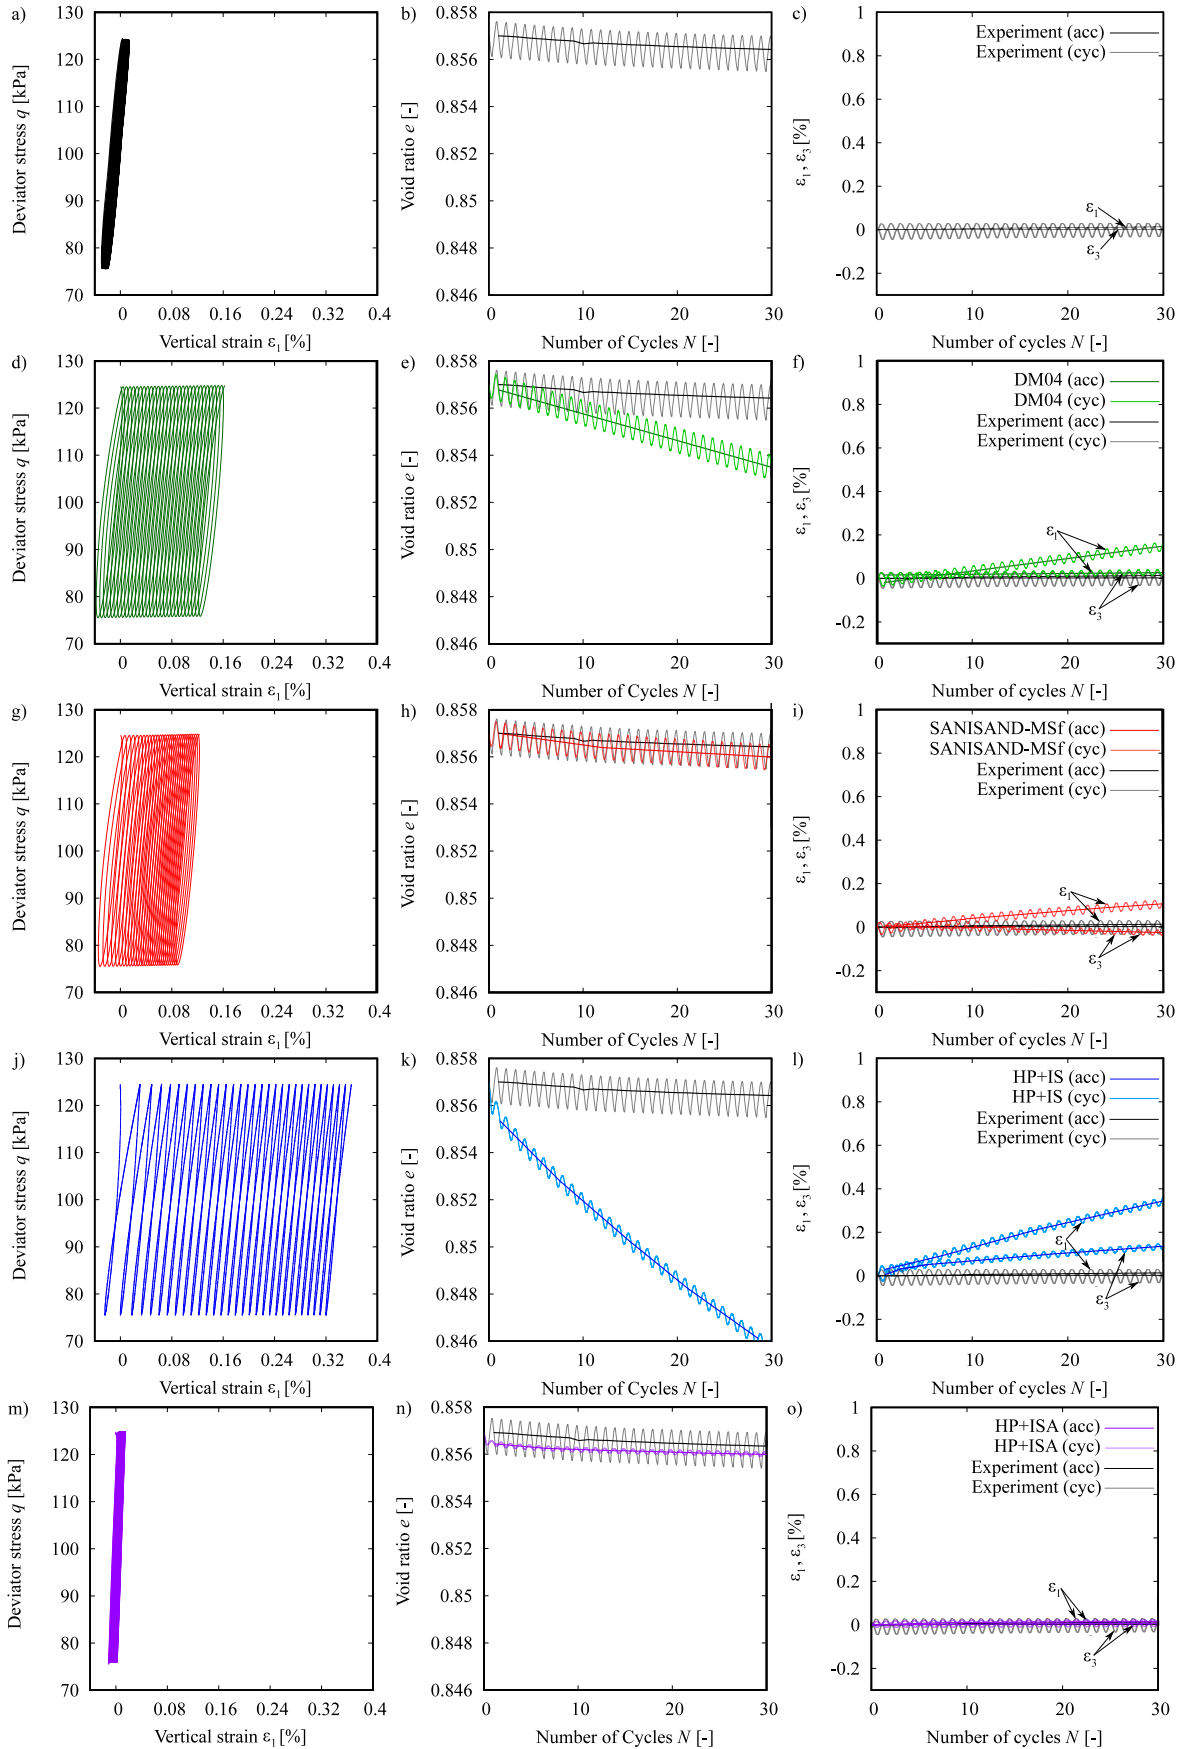 a)
130
120
110
100
90
80
70
Deviator stress q [kPa]
0 0.08 0.16 0.24 0.32 0.4
Vertical strain ε1 [%]
b)
0.858
0.856
0.854
0.852
0.85
0.848
0.846
Void ratio e [-]
0 10 20 30
Number of Cycles N [-]
c)
1
0.8
0.6
0.4
0.2
0
-0.2
ε1, ε3 [%]
Experiment (acc)
Experiment (cyc)
ε1
ε3
0 10 20 30
Number of cycles N [-]
d)
130
120
110
100
90
80
70
Deviator stress q [kPa]
0 0.08 0.16 0.24 0.32 0.4
Vertical strain ε1 [%]
e)
0.858
0.856
0.854
0.852
0.85
0.848
0.846
Void ratio e [-]
0 10 20 30
Number of Cycles N [-]
f)
1
0.8
0.6
0.4
0.2
0
-0.2
ε1, ε3 [%]
DM04 (acc)
DM04 (cyc)
Experiment (acc)
Experiment (cyc)
ε1
ε3
0 10 20 30
Number of cycles N [-]
g)
130
120
110
100
90
80
70
Deviator stress q [kPa]
0 0.08 0.16 0.24 0.32 0.4
Vertical strain ε1 [%]
h)
0.858
0.856
0.854
0.852
0.85
0.848
0.846
Void ratio e [-]
0 10 20 30
Number of Cycles N [-]
i)
1
0.8
0.6
0.4
0.2
0
-0.2
ε1, ε3 [%]
SANISAND-MSf (acc)
SANISAND-MSf (cyc)
Experiment (acc)
Experiment (cyc)
ε1
ε3
0 10 20 30
Number of cycles N [-]
j)
130
120
110
100
90
80
70
Deviator stress q [kPa]
0 0.08 0.16 0.24 0.32 0.4
Vertical strain ε1 [%]
k)
0.858
0.856
0.854
0.852
0.85
0.848
0.846
Void ratio e [-]
0 10 20 30
Number of Cycles N [-]
l)
1
0.8
0.6
0.4
0.2
0
-0.2
ε1, ε3 [%]
HP+IS (acc)
HP+IS (cyc)
Experiment (acc)
Experiment (cyc)
ε1
ε3
0 10 20 30
Number of cycles N [-]
m)
130
120
110
100
90
80
70
Deviator stress q [kPa]
0 0.08 0.16 0.24 0.32 0.4
Vertical strain ε1 [%]
n)
0.858
0.856
0.854
0.852
0.85
0.848
0.846
Void ratio e [-]
0 10 20 30
Number of Cycles N [-]
o)
1
0.8
0.6
0.4
0.2
0
-0.2
ε1, ε3 [%]
HP+ISA (acc)
HP+ISA (cyc)
Experiment (acc)
Experiment (cyc)
ε1
ε3
0 10 20 30
Number of cycles N [-]